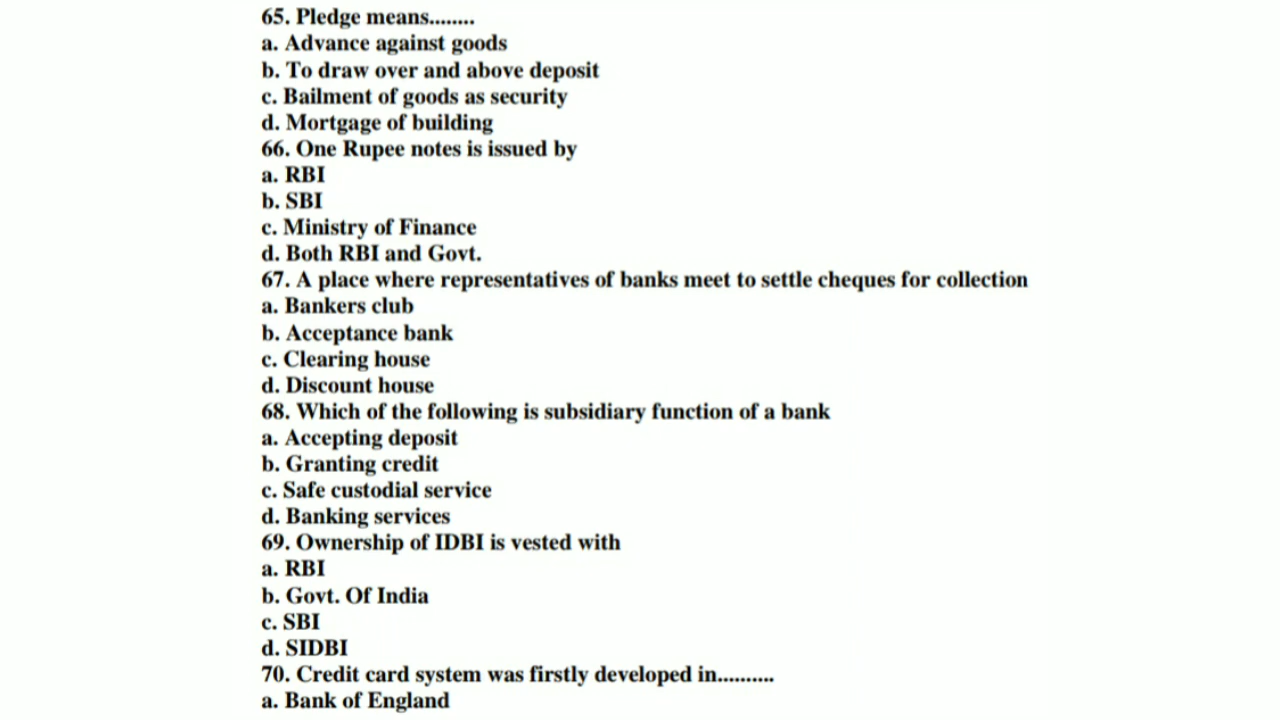 65. Pledge means........
a. Advance against goods
b. To draw over and above deposit
c. Bailment of goods as security
d. Mortgage of building
66. One Rupee notes is issued by
a. RBI
b. SBI
c. Ministry of Finance
d. Both RBI and Govt.
67. A place where representatives of banks meet to settle cheques for collection
a. Bankers club
b. Acceptance bank
c. Clearing house
d. Discount house
68. Which of the following is subsidiary function of a bank
a. Accepting deposit
b. Granting credit
c. Safe custodial service
d. Banking services
69. Ownership of IDBI is vested with
a. RBI
b. Govt. Of India
c. SBI
d. SIDBI
70. Credit card system was firstly developed in..........
a. Bank of England